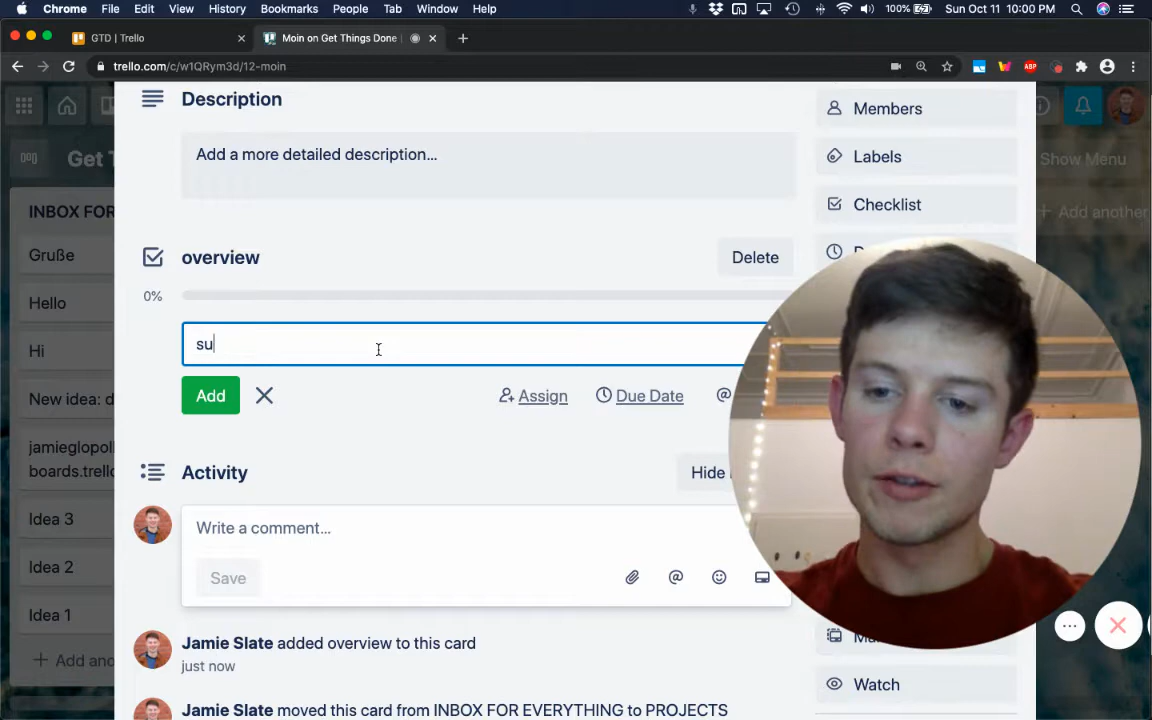 Chrome File Edit View History Bookmarks People Tab Window Help 100% Sun Oct 11 10:00 PM
GTD | Trello Moin on Get Things Done |
trello.com/c/w1QRym3d/12-moin ABP
Get T Show Menu
INBOX FOR Add another
Gruße
Hello
Hi
New idea: d
jamieglopoll
boards.trello
Idea 3
Idea 2
Idea 1
+ Add ano
Description
Add a more detailed description...
overview Delete
0%
su
Add Assign Due Date @
Activity Hide
Write a comment...
Save @
Jamie Slate added overview to this card
just now
Jamie Slate moved this card from INBOX FOR EVERYTHING to PROJECTS
Members
Labels
Checklist
Watch